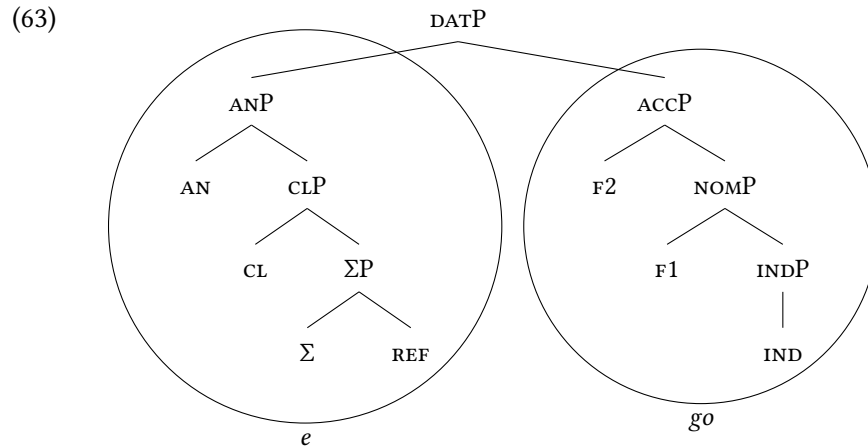 (63)
DATP
ANP ACCP
AN CLP F2 NOMP
CL ΣP F1 INDP
Σ REF IND
e go